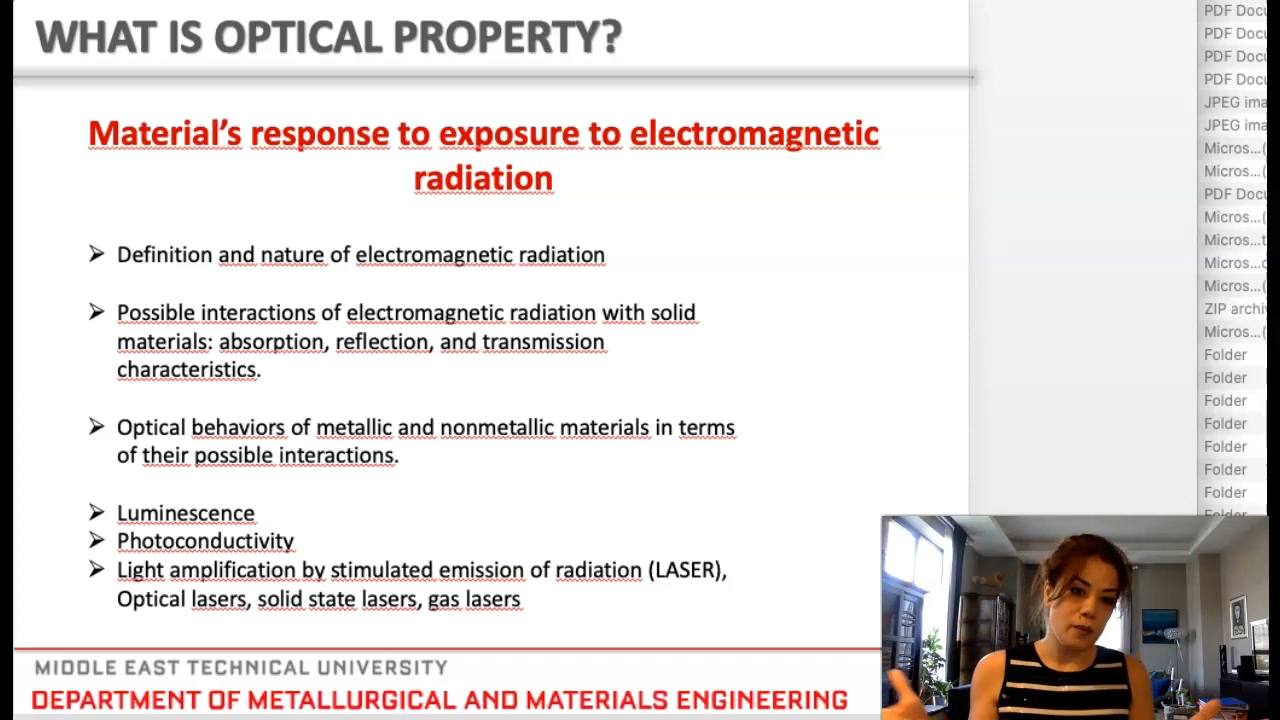 WHAT IS OPTICAL PROPERTY?
Material's response to exposure to electromagnetic
radiation
➢ Definition and nature of electromagnetic radiation
➢ Possible interactions of electromagnetic radiation with solid
materials: absorption, reflection, and transmission
characteristics.
➢ Optical behaviors of metallic and nonmetallic materials in terms
of their possible interactions.
➢ Luminescence
➢ Photoconductivity
➢ Light amplification by stimulated emission of radiation (LASER),
Optical lasers, solid state lasers, gas lasers
MIDDLE EAST TECHNICAL UNIVERSITY
DEPARTMENT OF METALLURGICAL AND MATERIALS ENGINEERING
PDF Docu
PDF Docu
PDF Docu
PDF Docu
JPEG ima
JPEG ima
Micros...(
Micros...(
PDF Docu
Micros...(
Micros...t
Micros...c
Micros...(
ZIP archi
Micros...(
Folder
Folder
Folder
Folder
Folder
Folder
Folder